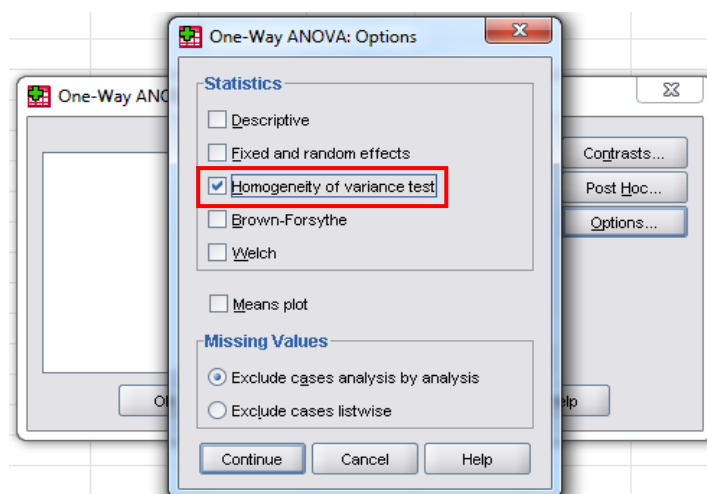 One-Way ANOVA: Options
Statistics
Descriptive
Fixed and random effects
Homogeneity of variance test
Brown-Forsythe
Welch
Means plot
Missing Values
Exclude cases analysis by analysis
Exclude cases listwise
Continue
Cancel
Help
One-Way
Contrasts...
Post Hoc...
Options...